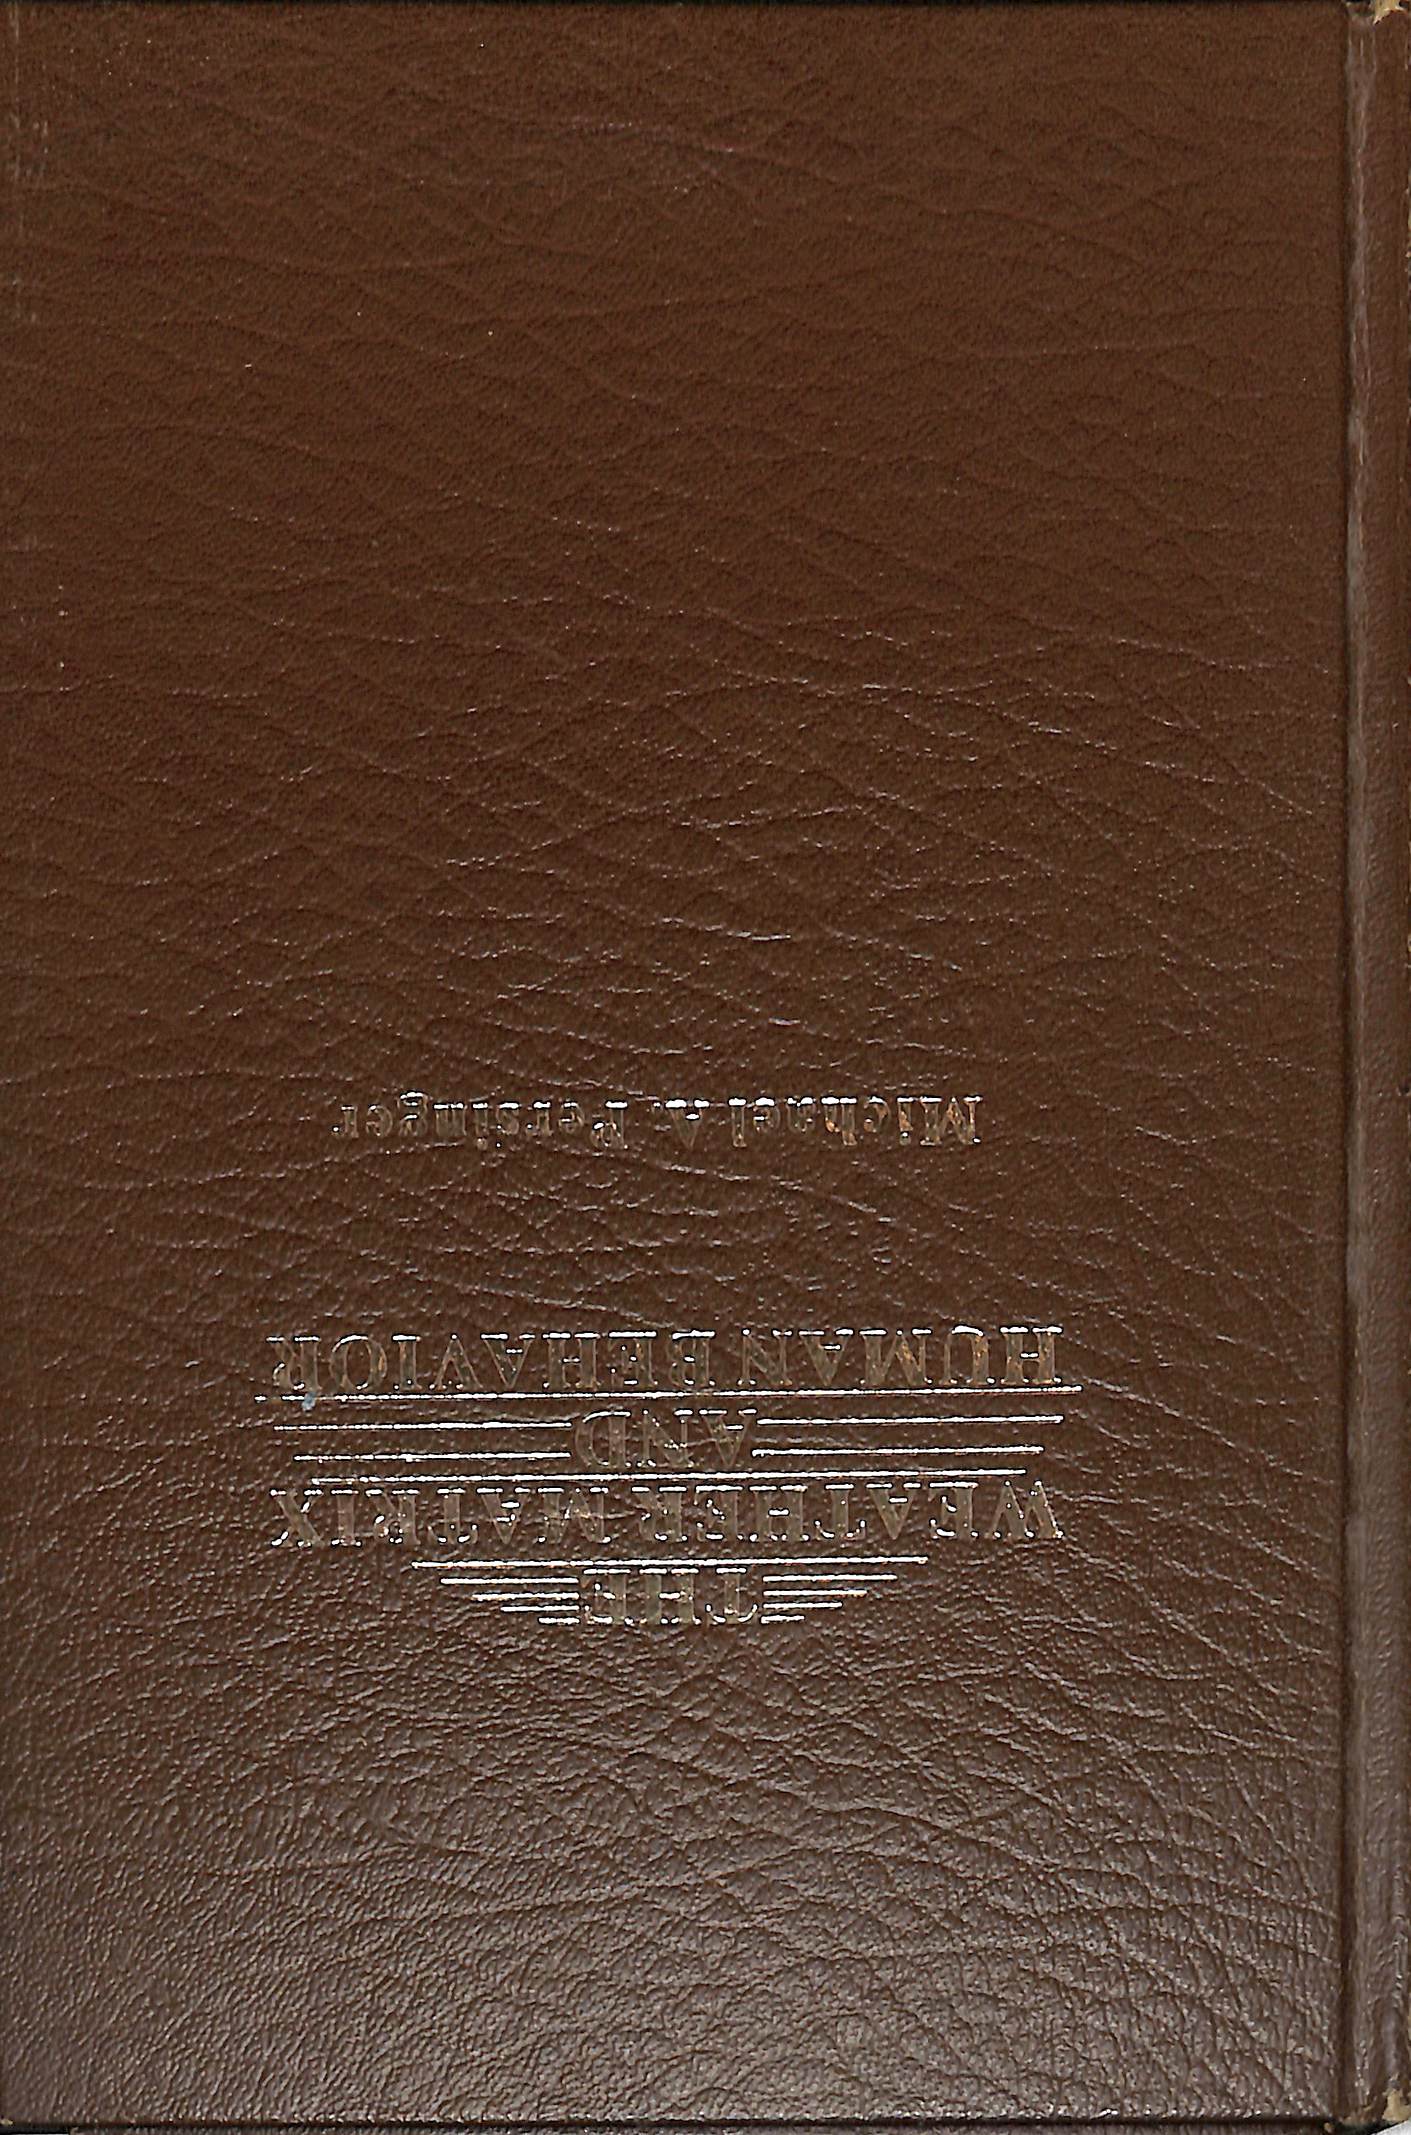 THE
WEATHER MATRIX
AND
HUMAN BEHAVIOR
Michael A. Persinger